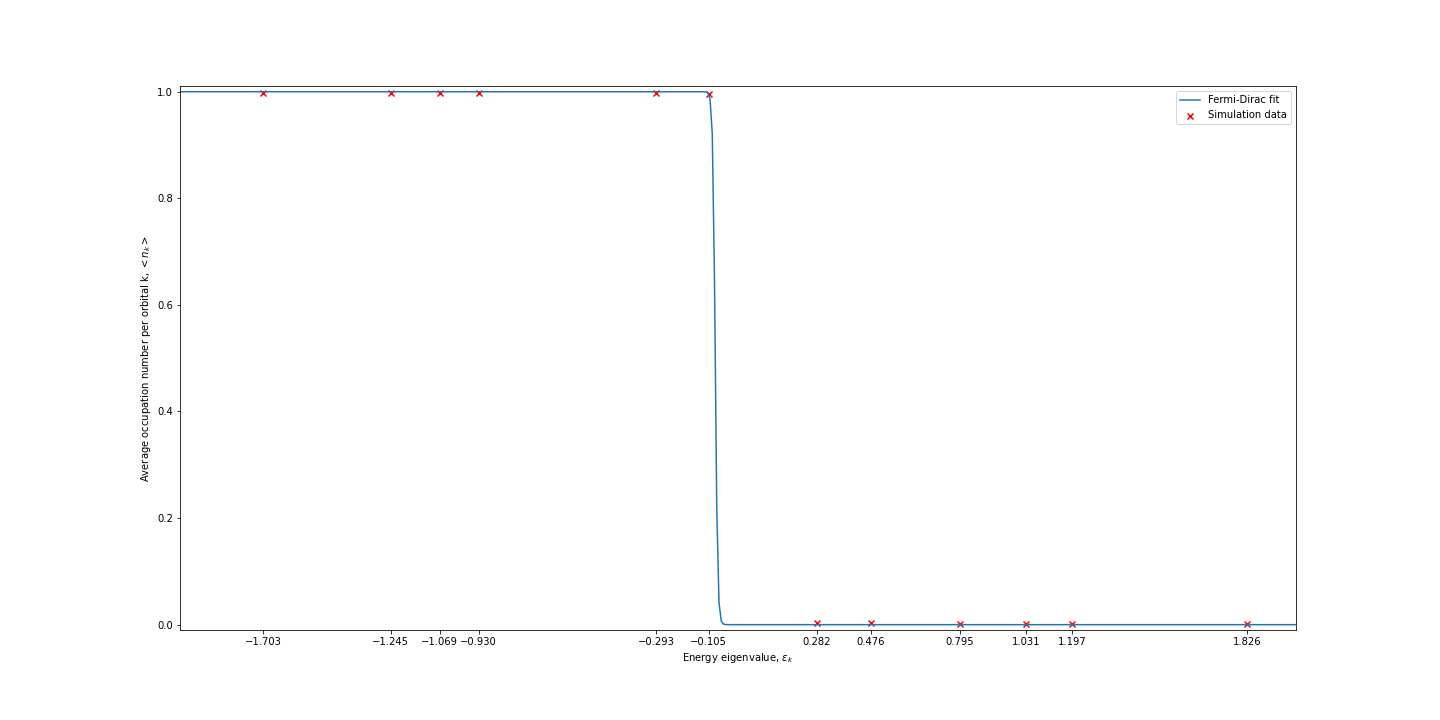 Fermi-Dirac fit
Simulation data
Average occupation number per orbital k, < n_k >
1.0
0.8
0.6
0.4
0.2
0.0
−1.703 −1.245 −1.069 −0.930 −0.293 −0.105 0.282 0.476 0.795 1.031 1.197 1.826
Energy eigenvalue, ε_k